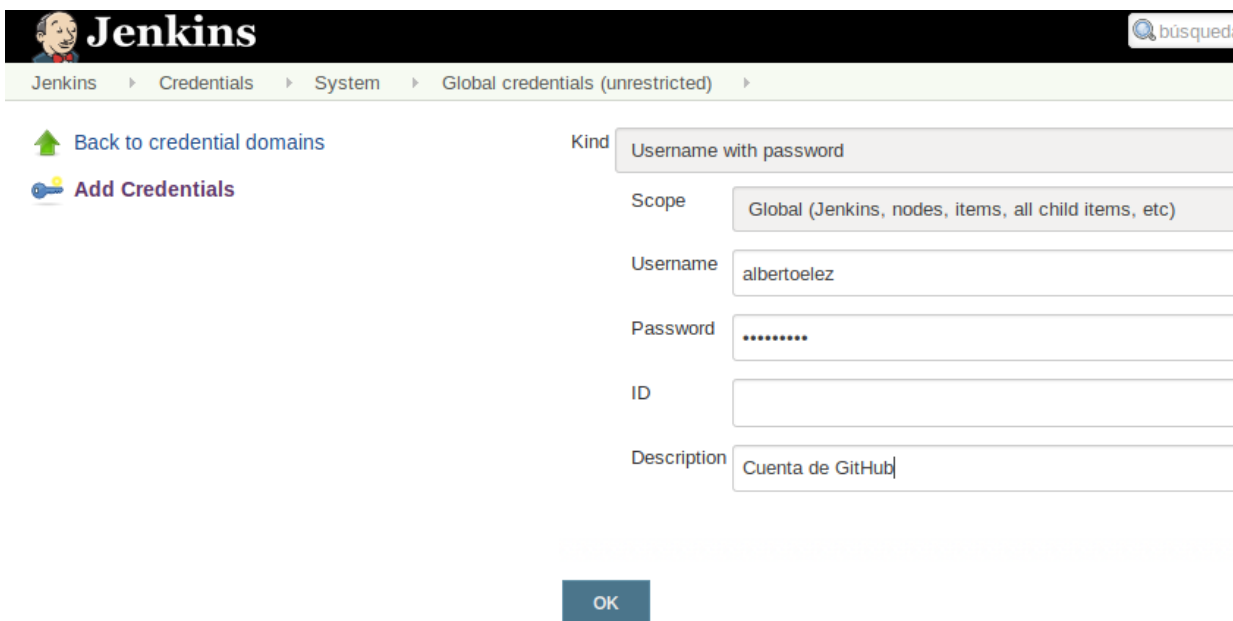 Jenkins
búsqueda
Jenkins Credentials System Global credentials (unrestricted)
Back to credential domains
Add Credentials
Kind Username with password
Scope Global (Jenkins, nodes, items, all child items, etc)
Username albertoelez
Password •••••••••
ID
Description Cuenta de GitHub
OK